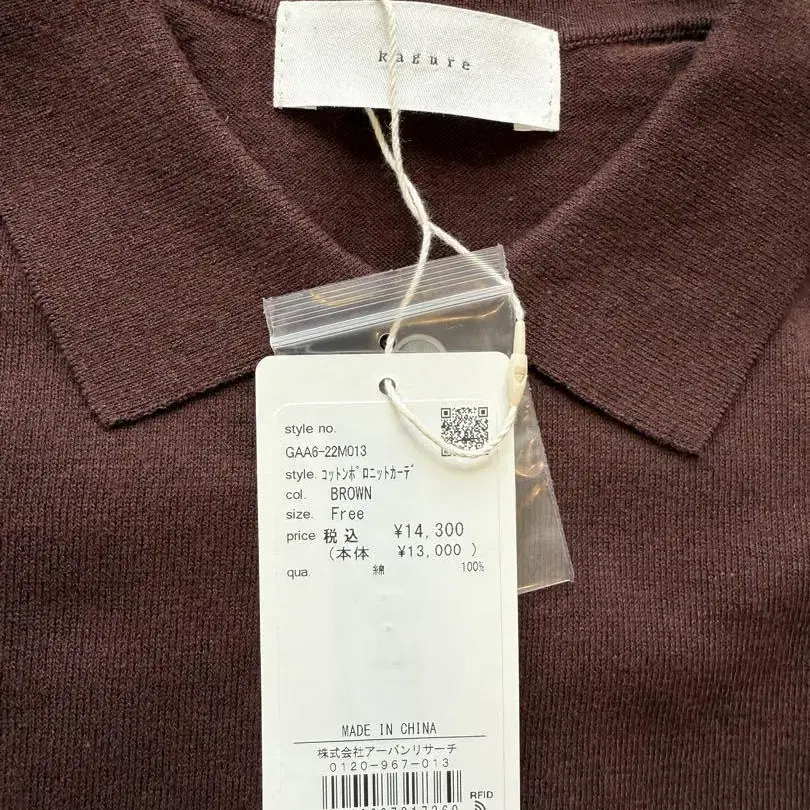 kagure
style no.
GAA6-22M013
style. ｺｯﾄﾝﾎﾟﾛﾆｯﾄｶｰﾃﾞ
col. BROWN
size. Free
price 税込 ¥14,300
(本体 ¥13,000 )
qua. 綿 100%
MADE IN CHINA
株式会社アーバンリサーチ
0120-967-013
RFID